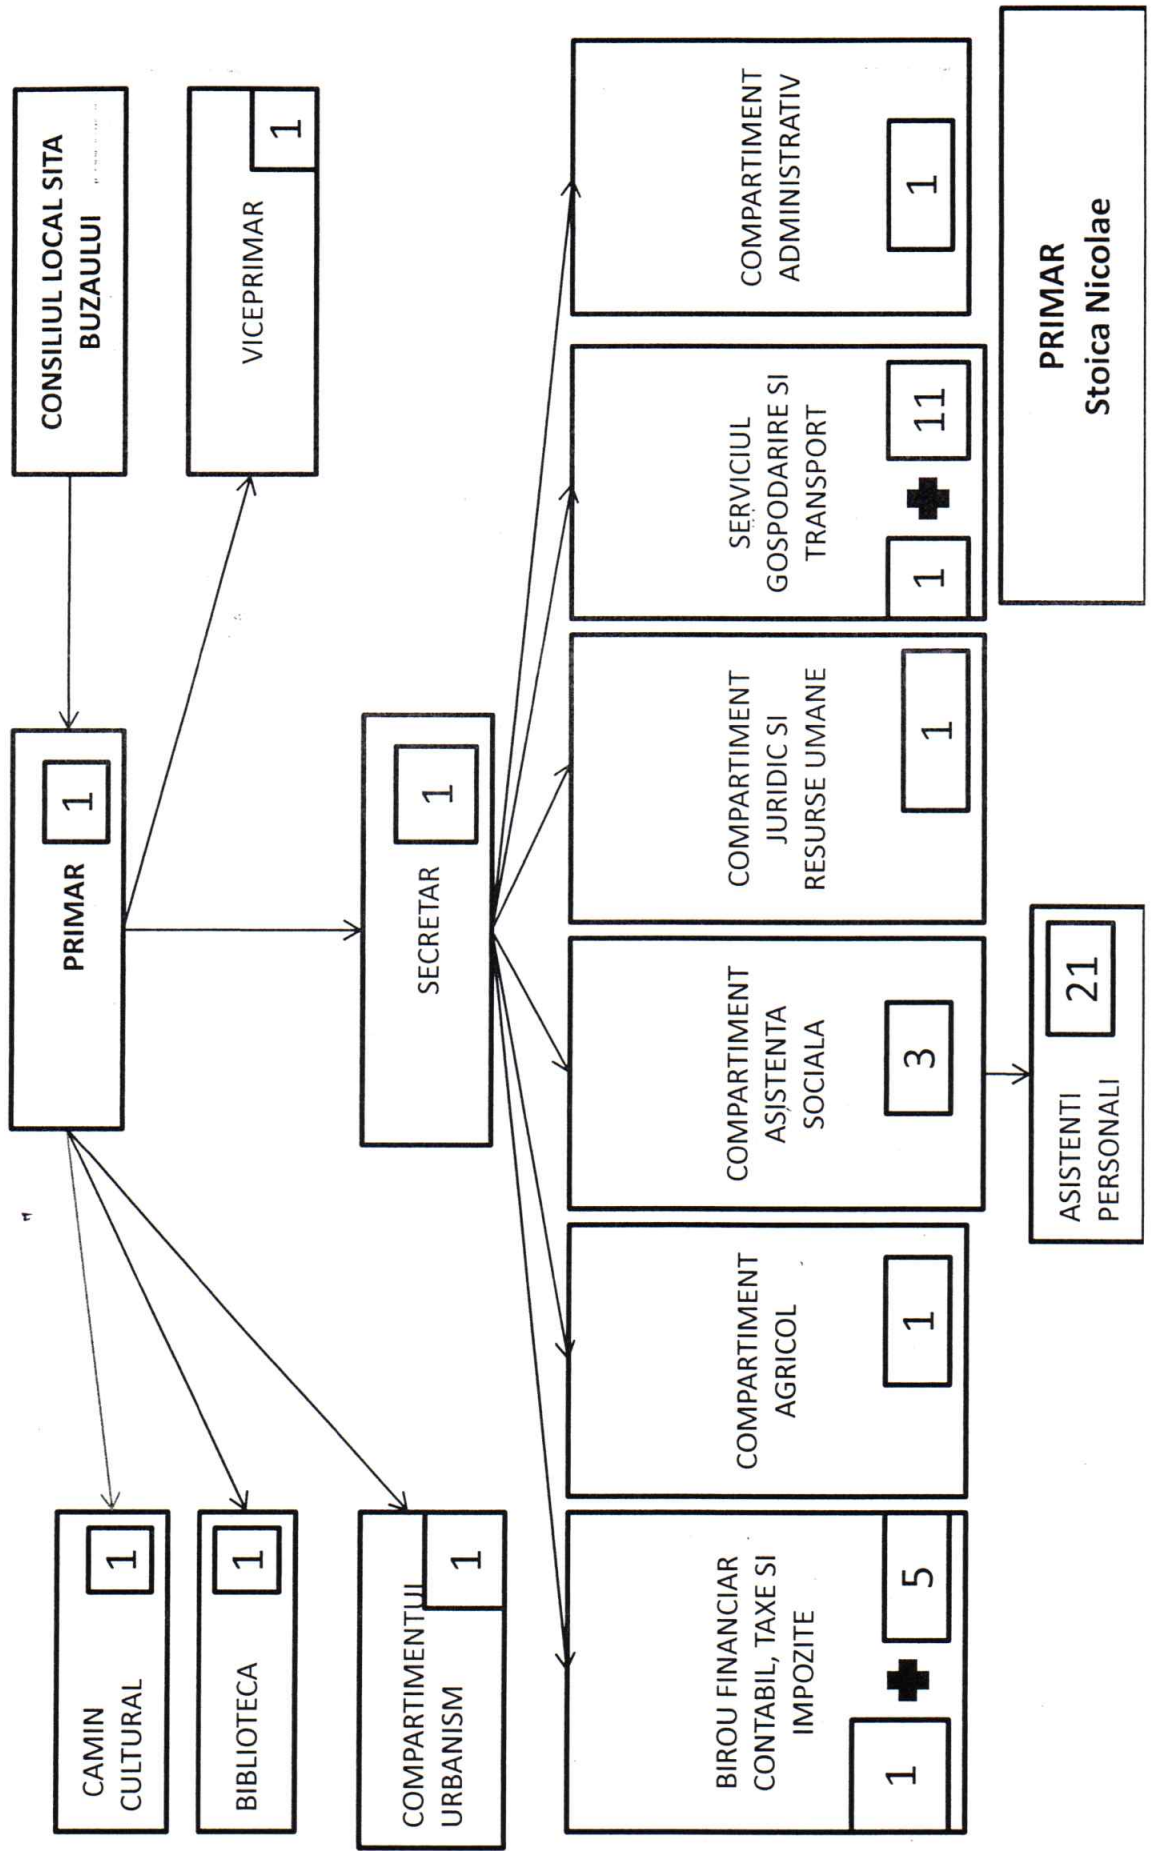 CONSILIUL LOCAL SITA
BUZAULUI
PRIMAR
1
VICEPRIMAR
1
CAMIN
CULTURAL
1
BIBLIOTECA
1
COMPARTIMENTUL
URBANISM
1
SECRETAR
1
BIROU FINANCIAR
CONTABIL, TAXE SI
IMPOZITE
1
5
COMPARTIMENT
AGRICOL
1
COMPARTIMENT
ASISTENTA
SOCIALA
3
COMPARTIMENT
JURIDIC SI
RESURSE UMANE
1
SERVICIUL
GOSPODARIRE SI
TRANSPORT
1
11
COMPARTIMENT
ADMINISTRATIV
1
ASISTENTI
PERSONALI
21
PRIMAR
Stoica Nicolae